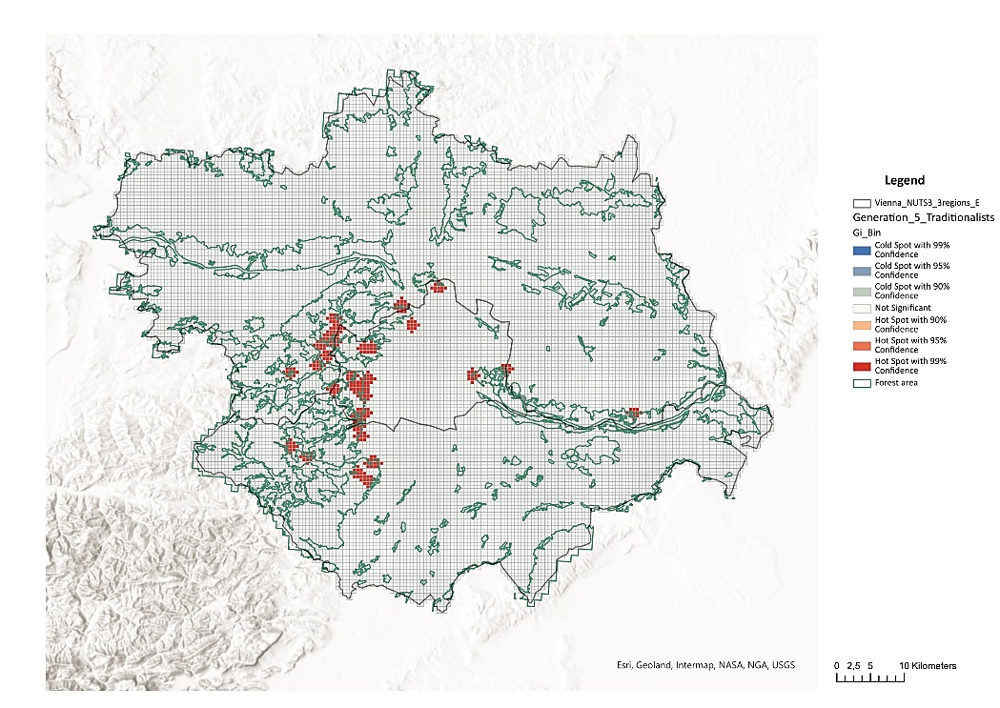 Legend
Vienna_NUTS3_3regions_E
Generation_5_Traditionalists
Gi_Bin
Cold Spot with 99%
Confidence
Cold Spot with 95%
Confidence
Cold Spot with 90%
Confidence
Not Significant
Hot Spot with 90%
Confidence
Hot Spot with 95%
Confidence
Hot Spot with 99%
Confidence
Forest area
Esri, Geoland, Intermap, NASA, NGA, USGS
0 2,5 5 10 Kilometers